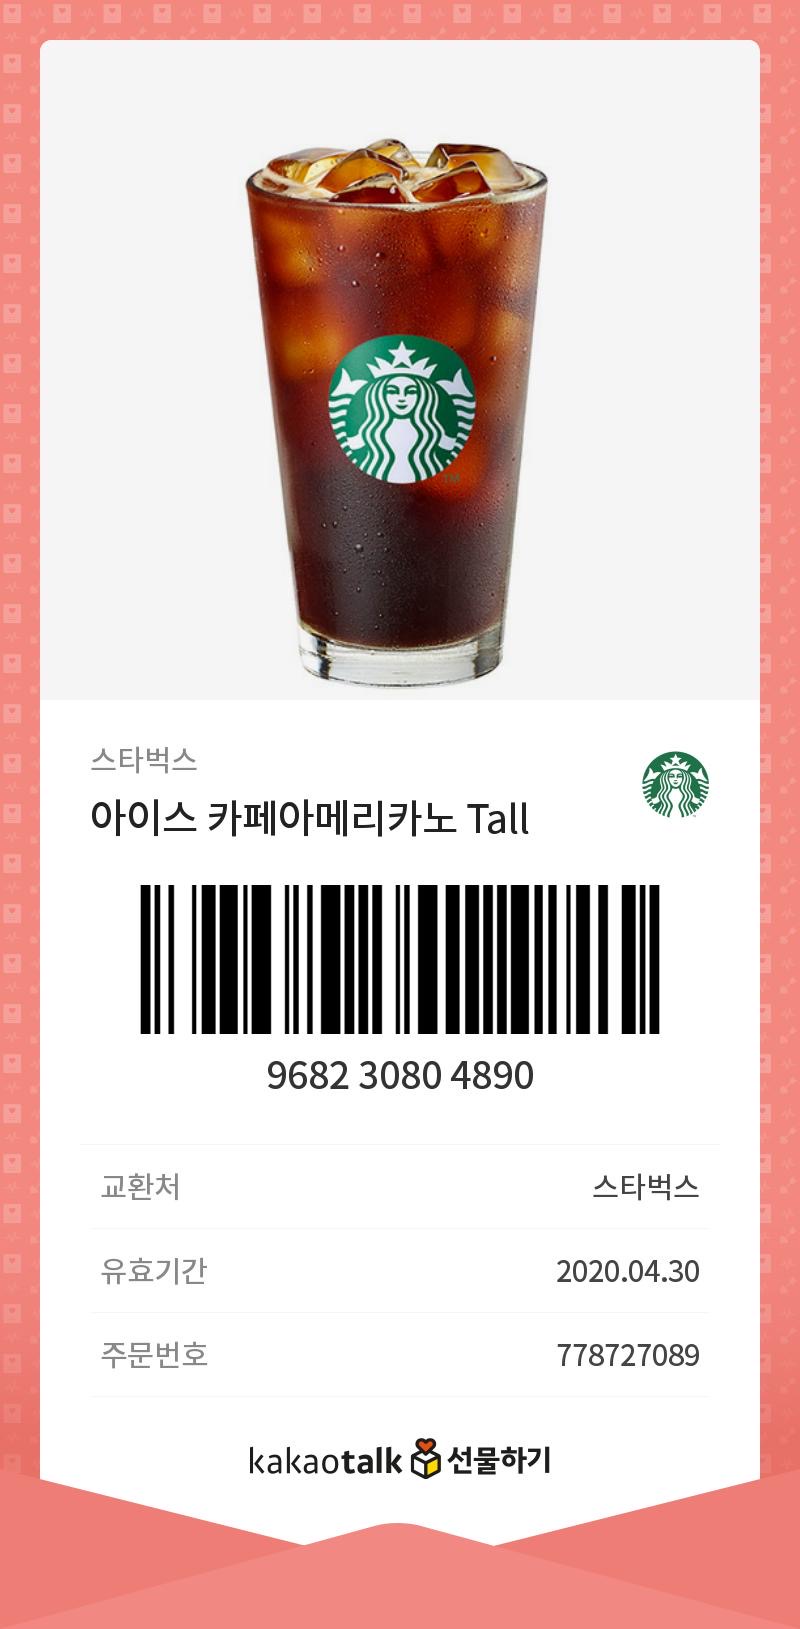 TM
스타벅스
아이스 카페아메리카노 Tall
9682 3080 4890
교환처 스타벅스
유효기간 2020.04.30
주문번호 778727089
kakaotalk 선물하기